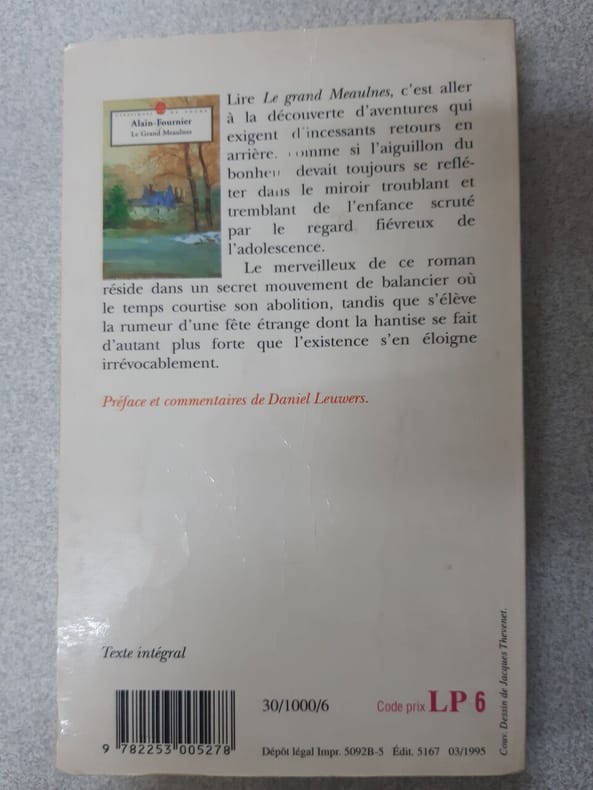 Alain-Fournier
Le Grand Meaulnes
Lire Le grand Meaulnes, c'est aller
à la découverte d'aventures qui
exigent d'incessants retours en
arrière, comme si l'aiguillon du
bonheur devait toujours se reflé-
ter dans le miroir troublant et
tremblant de l'enfance scruté
par le regard fiévreux de
l'adolescence.
Le merveilleux de ce roman
réside dans un secret mouvement de balancier où
le temps courtise son abolition, tandis que s'élève
la rumeur d'une fête étrange dont la hantise se fait
d'autant plus forte que l'existence s'en éloigne
irrévocablement.
Préface et commentaires de Daniel Leuwers.
Texte intégral
30/1000/6
Code prix LP 6
9 782253 005278
Dépôt légal Impr. 5092B-5 Édit. 5167 03/1995
Couv. Dessin de Jacques Thevenet.